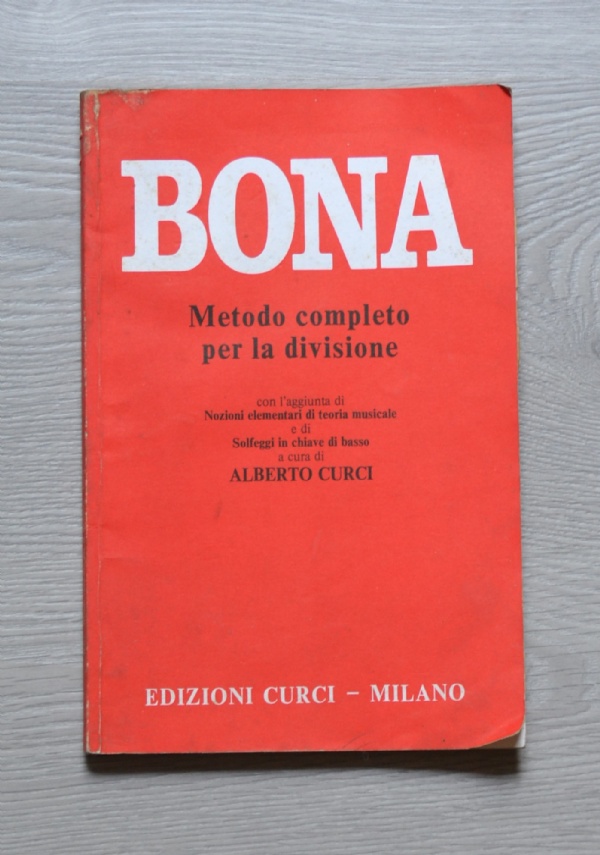 BONA
Metodo completo
per la divisione
con l'aggiunta di
Nozioni elementari di teoria musicale
e di
Solfeggi in chiave di basso
a cura di
ALBERTO CURCI
EDIZIONI CURCI – MILANO